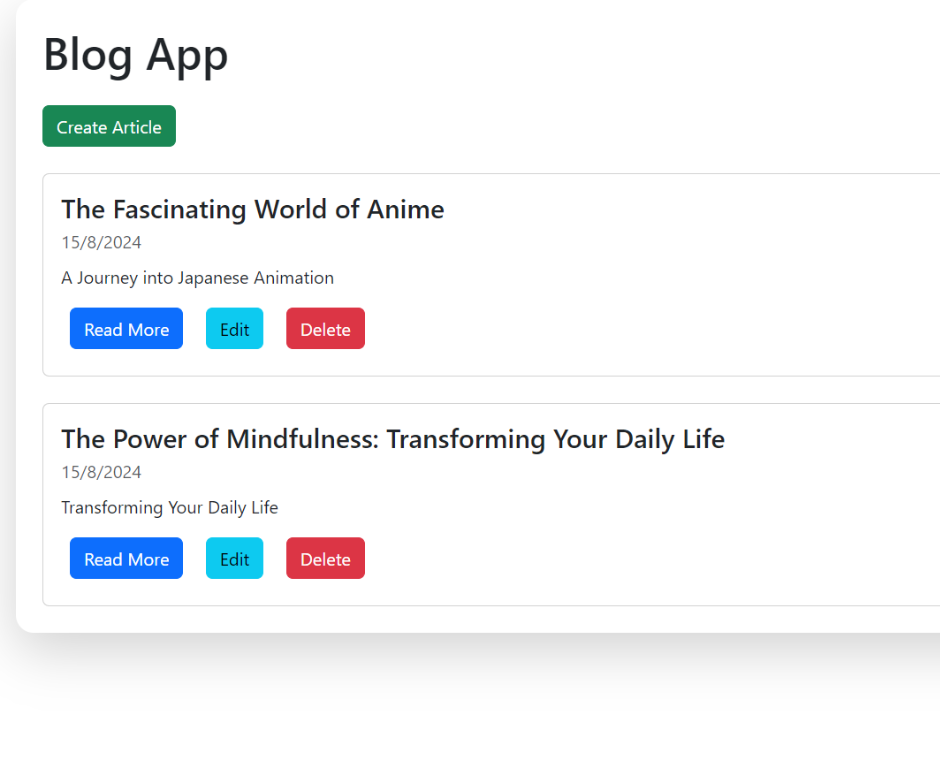 Blog App
Create Article
The Fascinating World of Anime
15/8/2024
A Journey into Japanese Animation
Read More Edit Delete
The Power of Mindfulness: Transforming Your Daily Life
15/8/2024
Transforming Your Daily Life
Read More Edit Delete